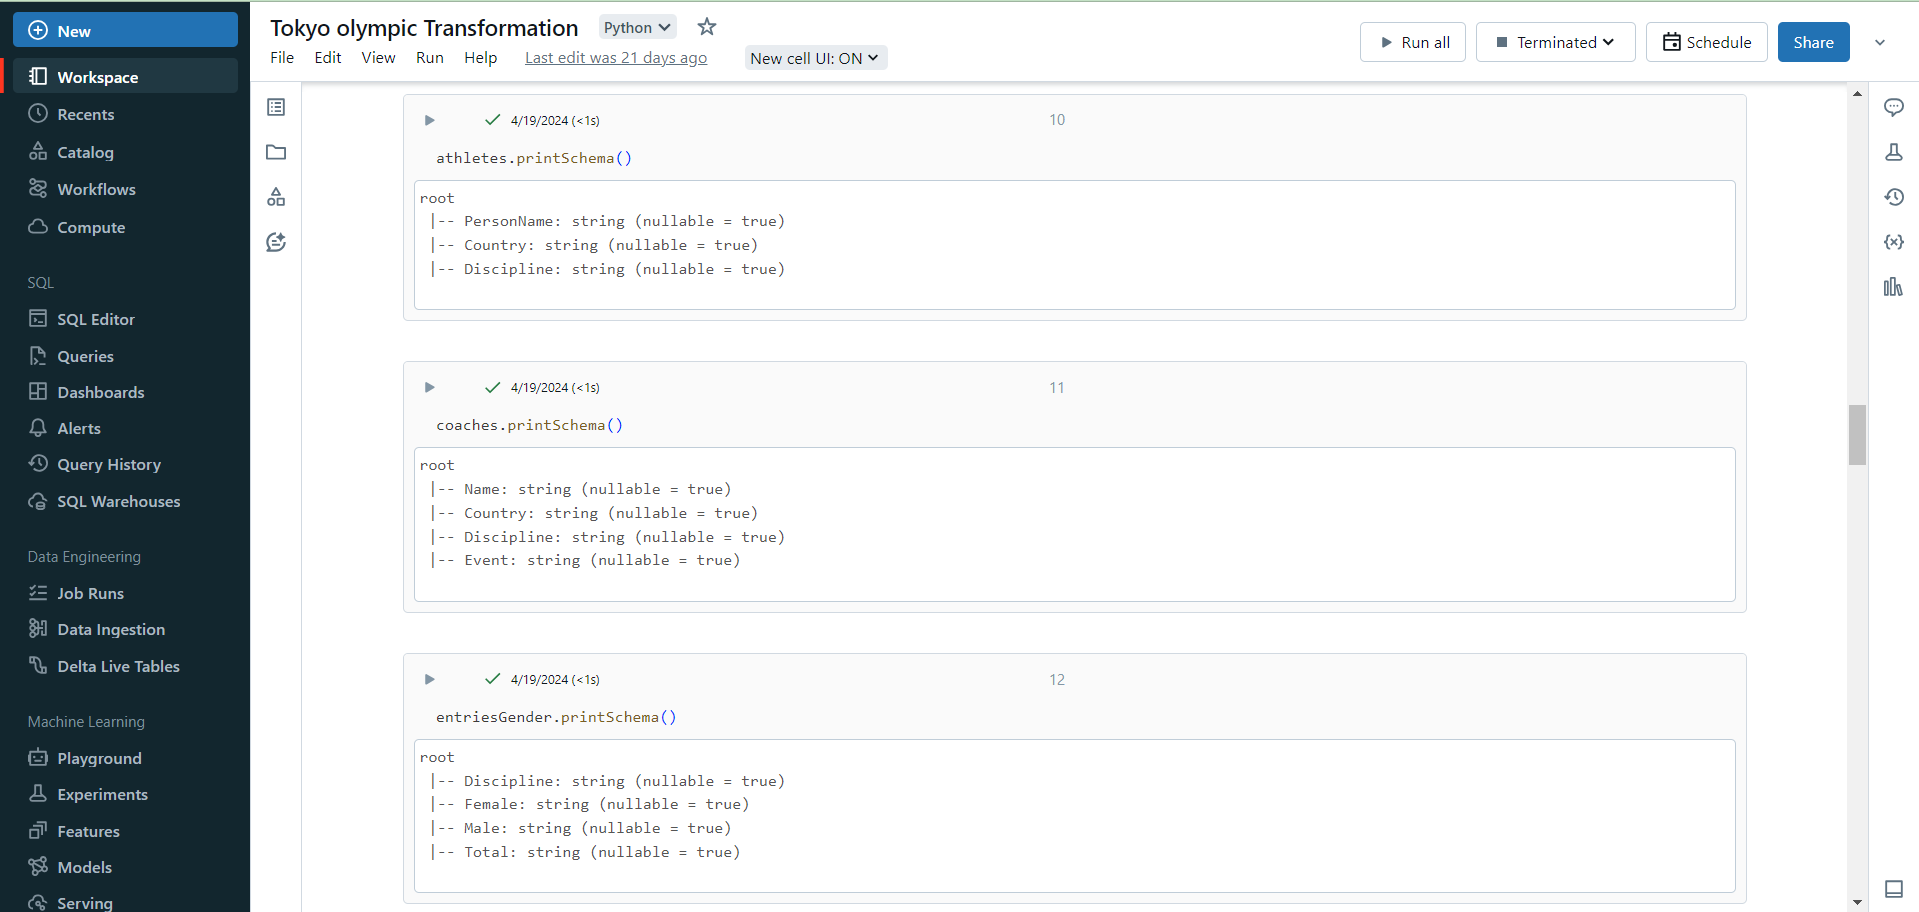 New
Workspace
Recents
Catalog
Workflows
Compute
SQL
SQL Editor
Queries
Dashboards
Alerts
Query History
SQL Warehouses
Data Engineering
Job Runs
Data Ingestion
Delta Live Tables
Machine Learning
Playground
Experiments
Features
Models
Serving
Tokyo olympic Transformation Python
File Edit View Run Help Last edit was 21 days ago New cell UI: ON
Run all Terminated Schedule Share
4/19/2024 (<1s) 10
athletes.printSchema()
root
|-- PersonName: string (nullable = true)
|-- Country: string (nullable = true)
|-- Discipline: string (nullable = true)
4/19/2024 (<1s) 11
coaches.printSchema()
root
|-- Name: string (nullable = true)
|-- Country: string (nullable = true)
|-- Discipline: string (nullable = true)
|-- Event: string (nullable = true)
4/19/2024 (<1s) 12
entriesGender.printSchema()
root
|-- Discipline: string (nullable = true)
|-- Female: string (nullable = true)
|-- Male: string (nullable = true)
|-- Total: string (nullable = true)